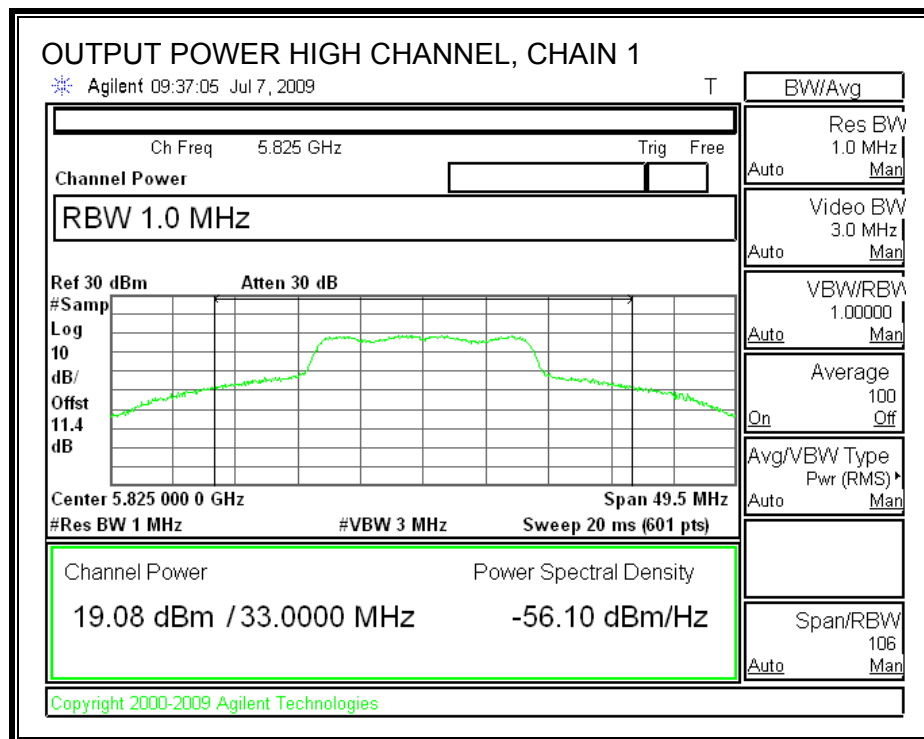 OUTPUT POWER HIGH CHANNEL, CHAIN 1
Agilent 09:37:05 Jul 7, 2009 T
Ch Freq 5.825 GHz Trig Free
Channel Power
RBW 1.0 MHz
Ref 30 dBm Atten 30 dB
#Samp
Log
10
dB/
Offst
11.4
dB
Center 5.825 000 0 GHz Span 49.5 MHz
#Res BW 1 MHz #VBW 3 MHz Sweep 20 ms (601 pts)
Channel Power Power Spectral Density
19.08 dBm / 33.0000 MHz -56.10 dBm/Hz
Copyright 2000-2009 Agilent Technologies
BW/Avg
Res BW
1.0 MHz
Auto Man
Video BW
3.0 MHz
Auto Man
VBW/RBW
1.00000
Auto Man
Average
100
On Off
Avg/VBW Type
Pwr (RMS)
Auto Man
Span/RBW
106
Auto Man